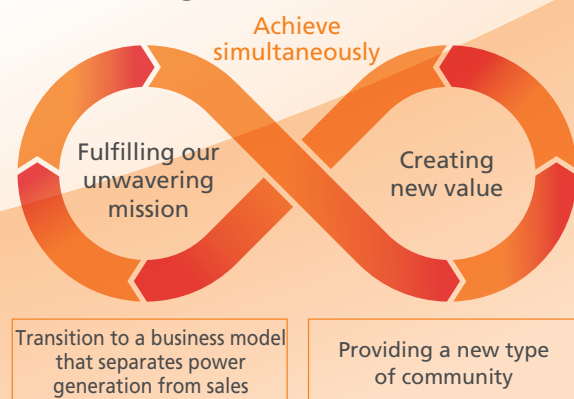 Achieve
simultaneously
Fulfilling our
unwavering
mission
Creating
new value
Transition to a business model
that separates power
generation from sales
Providing a new type
of community